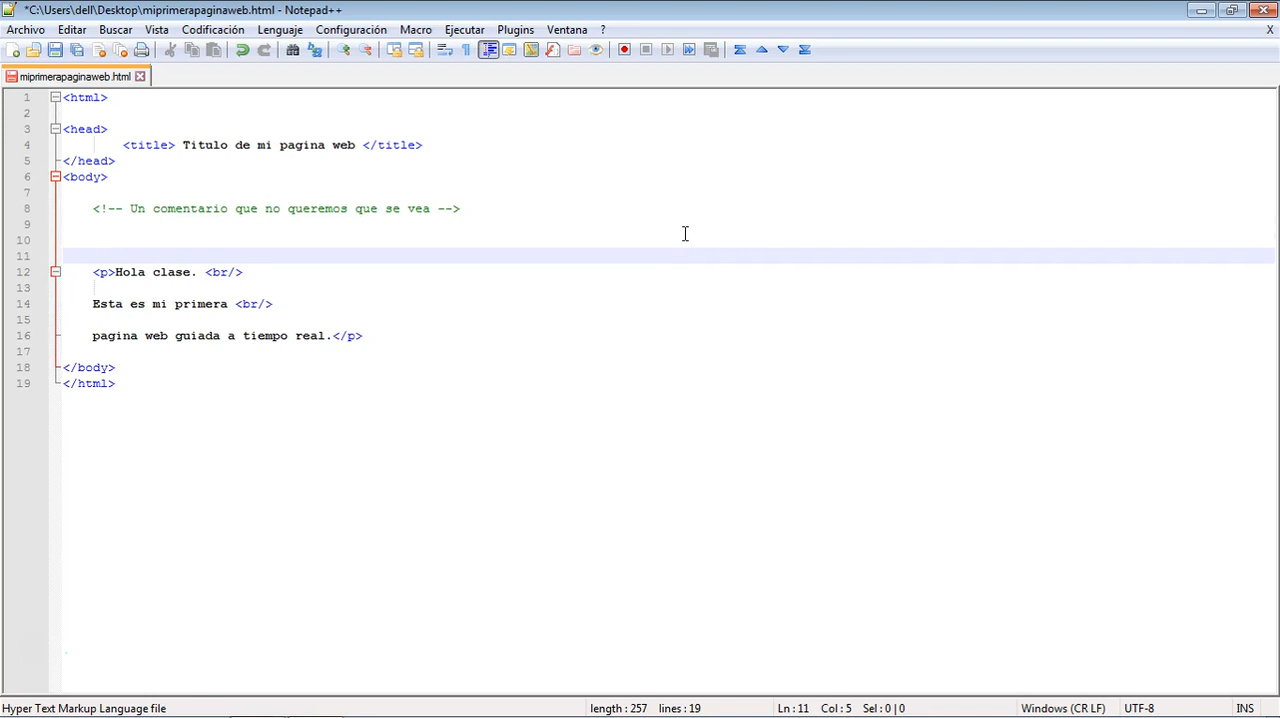 *C:\Users\dell\Desktop\miprimerapaginaweb.html - Notepad++
Archivo Editar Buscar Vista Codificación Lenguaje Configuración Macro Ejecutar Plugins Ventana ? X
miprimerapaginaweb.html
1 <html>
2
3 <head>
4 <title> Titulo de mi pagina web </title>
5 </head>
6 <body>
7
8 <!-- Un comentario que no queremos que se vea -->
9
10
11
12 <p>Hola clase. <br/>
13
14 Esta es mi primera <br/>
15
16 pagina web guiada a tiempo real.</p>
17
18 </body>
19 </html>
Hyper Text Markup Language file length : 257 lines : 19 Ln : 11 Col : 5 Sel : 0 | 0 Windows (CR LF) UTF-8 INS